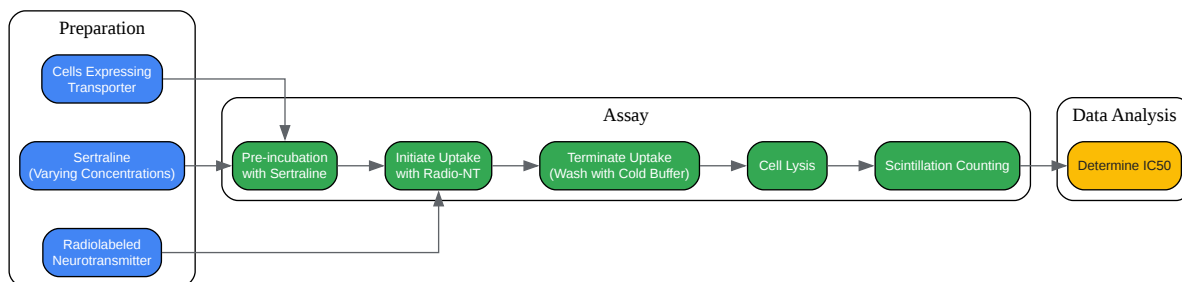 Preparation
Cells Expressing
Transporter
Sertraline
(Varying Concentrations)
Radiolabeled
Neurotransmitter
Assay
Pre-incubation
with Sertraline
Initiate Uptake
with Radio-NT
Terminate Uptake
(Wash with Cold Buffer)
Cell Lysis
Scintillation Counting
Data Analysis
Determine IC50